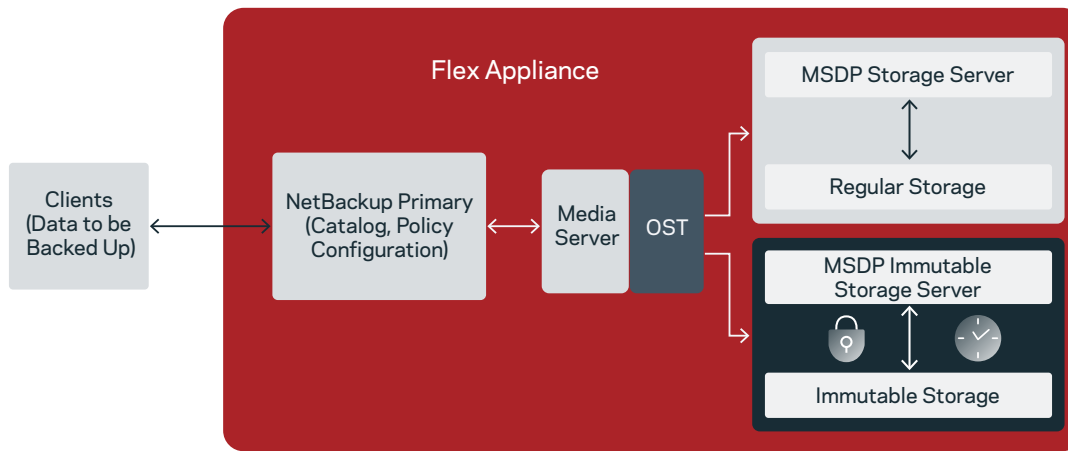 Flex Appliance
Clients
(Data to be
Backed Up)
NetBackup Primary
(Catalog, Policy
Configuration)
Media
Server
OST
MSDP Storage Server
Regular Storage
MSDP Immutable
Storage Server
Immutable Storage